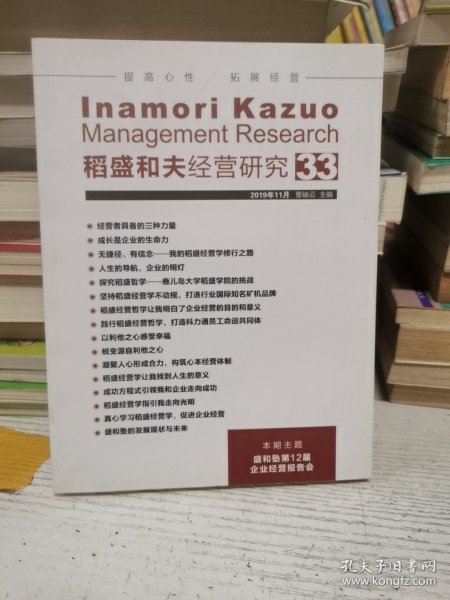 提高心性 拓展经营
Inamori Kazuo
Management Research
稻盛和夫经营研究 33
2019年11月 曹岫云 主编
经营者具备的三种力量
成长是企业的生命力
无捷径、有信念——我的稻盛经营学修行之路
人生的导航,企业的明灯
探究稻盛哲学——鹿儿岛大学稻盛学院的挑战
坚持稻盛经营学不动摇,打造行业国际知名矿机品牌
稻盛经营哲学让我明白了企业经营的目的和意义
践行稻盛经营哲学,打造科力通员工命运共同体
以利他之心感受幸福
蜕变源自利他之心
凝聚人心形成合力,构筑心本经营体制
稻盛经营学让我找到人生的意义
成功方程式引领我和企业走向成功
稻盛经营学指引我走向光明
真心学习稻盛经营学,促进企业经营
盛和塾的发展现状与未来
本期主题
盛和塾第12届
企业经营报告会
孔夫子旧书网
www.kongfz.com